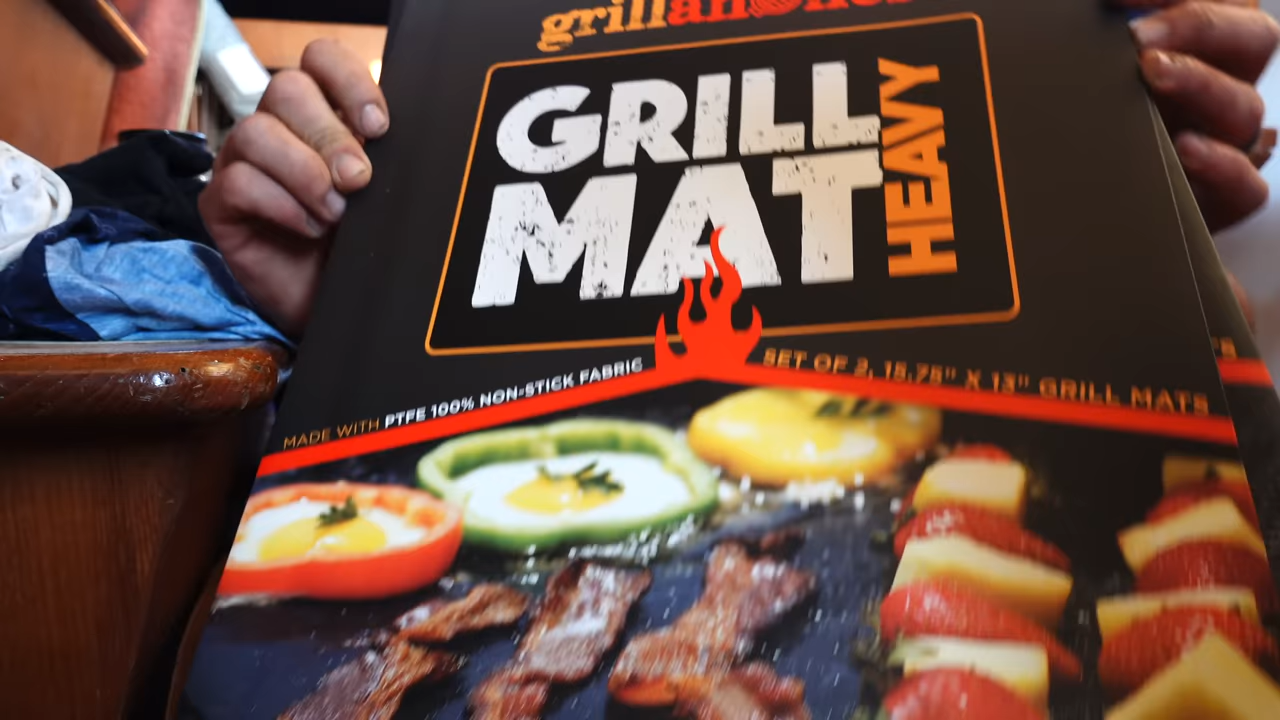 GRILL
MAT
HEAVY
MADE WITH PTFE 100% NON-STICK FABRIC
SET OF 2, 15.75" X 13" GRILL MATS